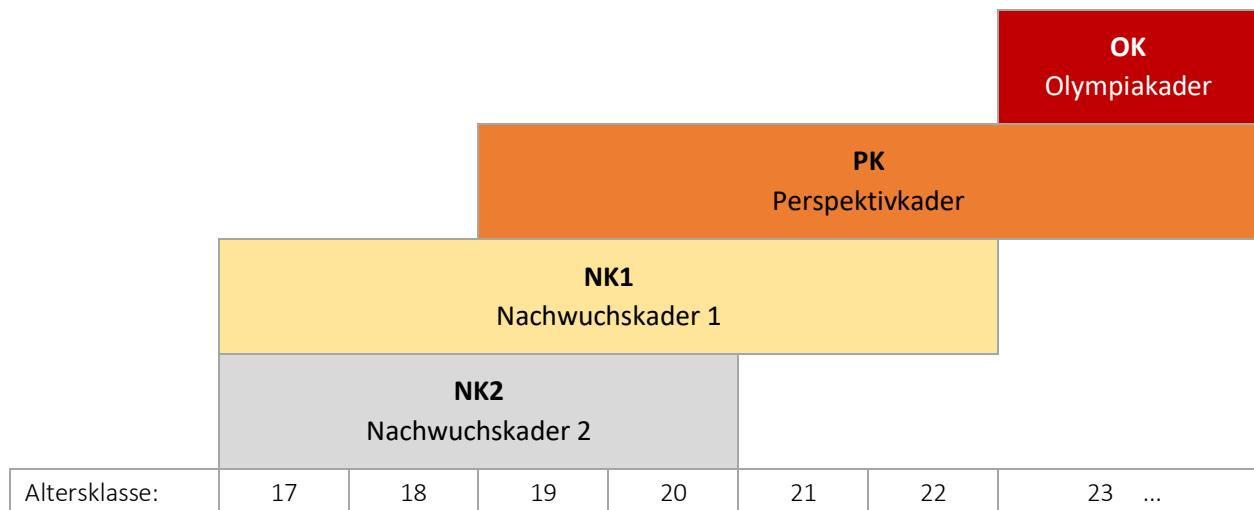 OK
Olympiakader
PK
Perspektivkader
NK1
Nachwuchskader 1
NK2
Nachwuchskader 2
Altersklasse: 17 18 19 20 21 22 23 ...